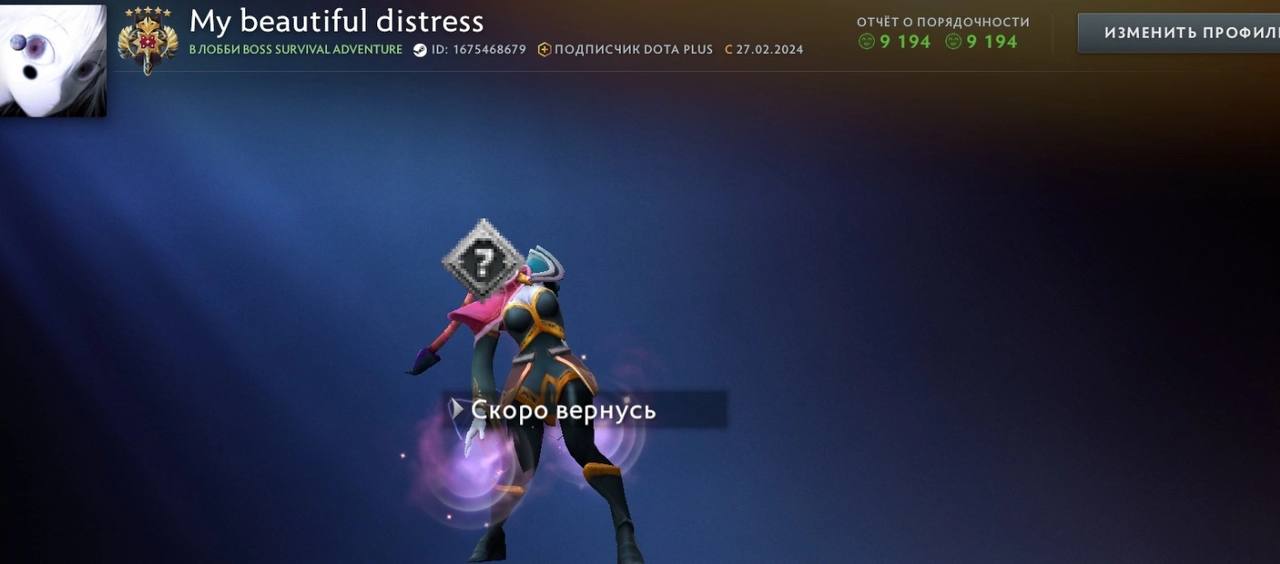 My beautiful distress
В ЛОББИ BOSS SURVIVAL ADVENTURE ID: 1675468679 ПОДПИСЧИК DOTA PLUS С 27.02.2024
ОТЧЁТ О ПОРЯДОЧНОСТИ
9 194 9 194
ИЗМЕНИТЬ ПРОФИЛ
?
Скоро вернусь